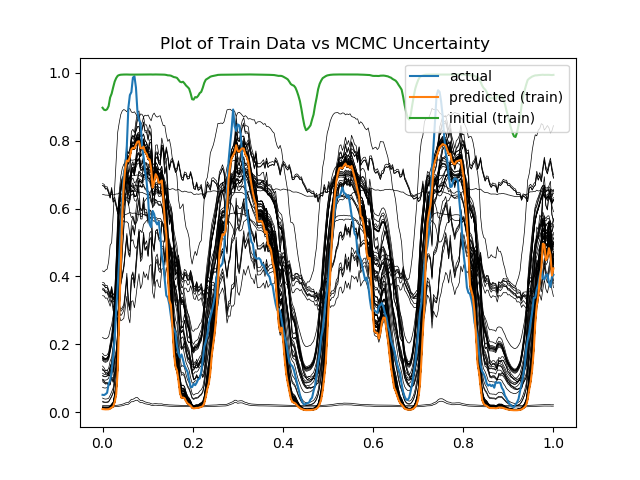 Plot of Train Data vs MCMC Uncertainty
actual
predicted (train)
initial (train)
1.0
0.8
0.6
0.4
0.2
0.0
0.0 0.2 0.4 0.6 0.8 1.0